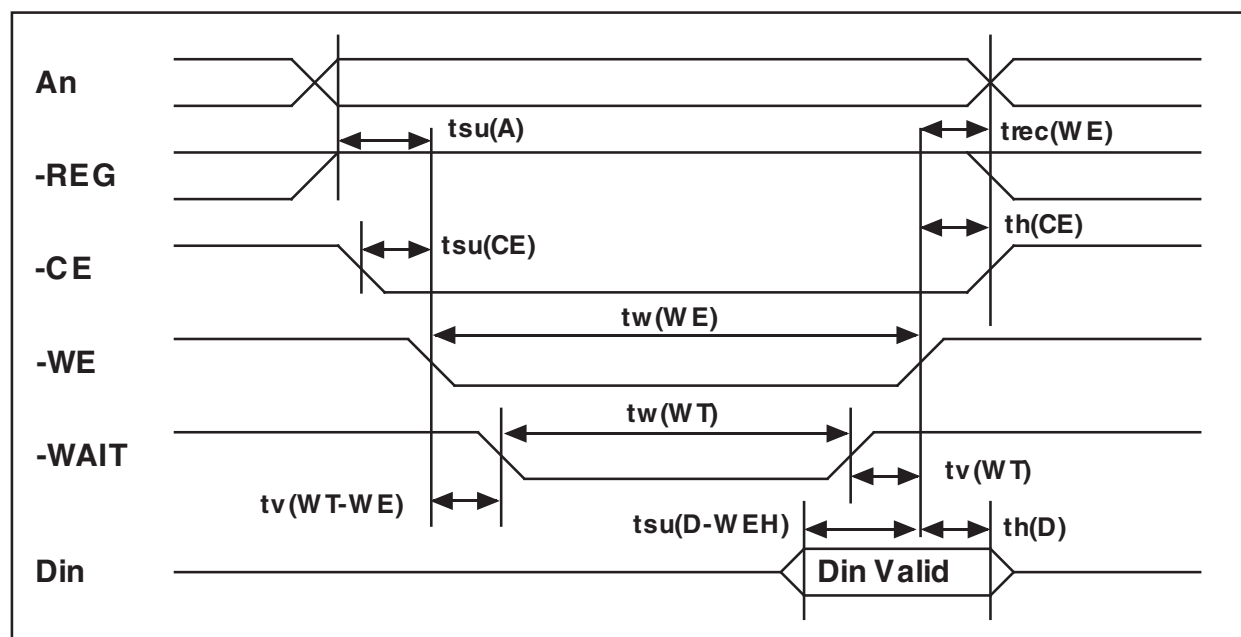 An
tsu(A)
trec(WE)
-REG
th(CE)
tsu(CE)
-CE
tw(WE)
-WE
tw(WT)
-WAIT
tv(WT)
tv(WT-WE)
tsu(D-WEH)
th(D)
Din
Din Valid